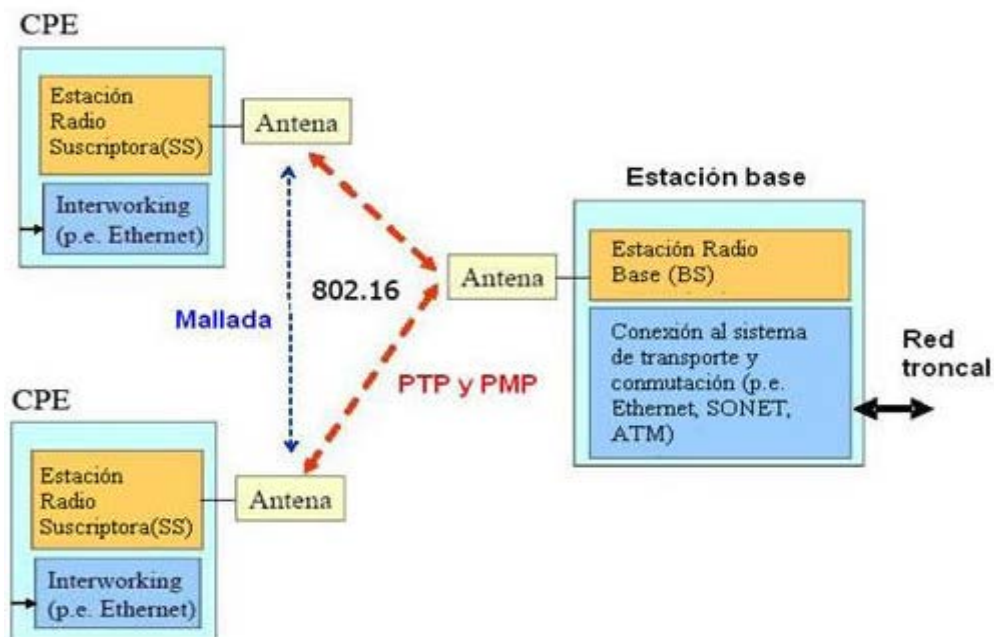 CPE
Estación
Radio
Suscriptora(SS)
Interworking
(p.e. Ethernet)
Antena
Mallada
802.16
PTP y PMP
Antena
Estación base
Estación Radio
Base (BS)
Conexión al sistema
de transporte y
conmutación (p.e.
Ethernet, SONET,
ATM)
Red
troncal
CPE
Estación
Radio
Suscriptora(SS)
Interworking
(p.e. Ethernet)
Antena